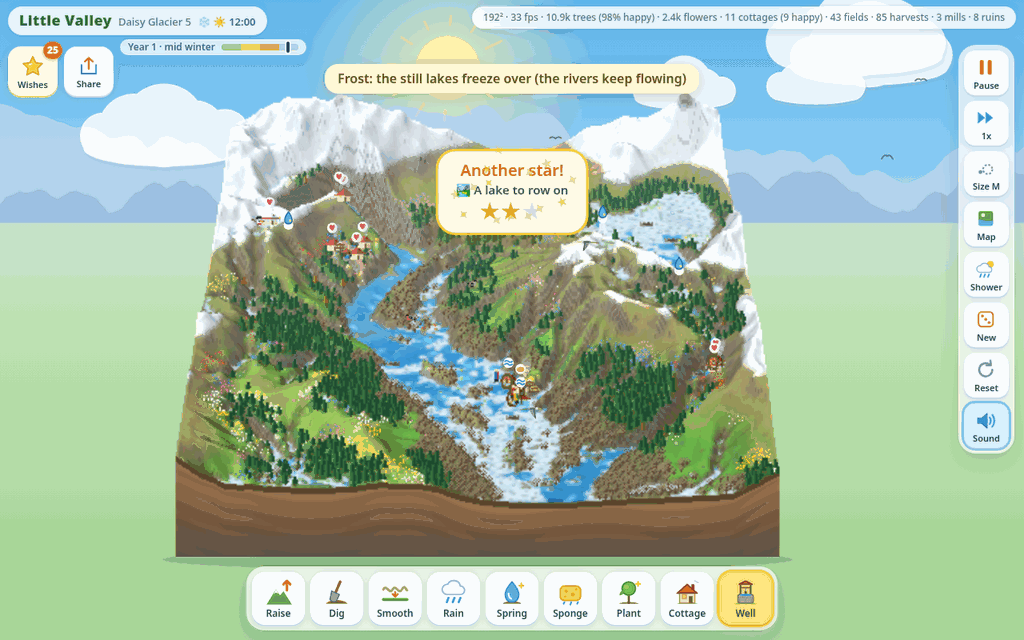 Little Valley Daisy Glacier 5 12:00
192² · 33 fps · 10.9k trees (98% happy) · 2.4k flowers · 11 cottages (9 happy) · 43 fields · 85 harvests · 3 mills · 8 ruins
Year 1 · mid winter
25
Wishes
Share
Frost: the still lakes freeze over (the rivers keep flowing)
Another star!
A lake to row on
Pause
1x
Size M
Map
Shower
New
Reset
Sound
Raise
Dig
Smooth
Rain
Spring
Sponge
Plant
Cottage
Well